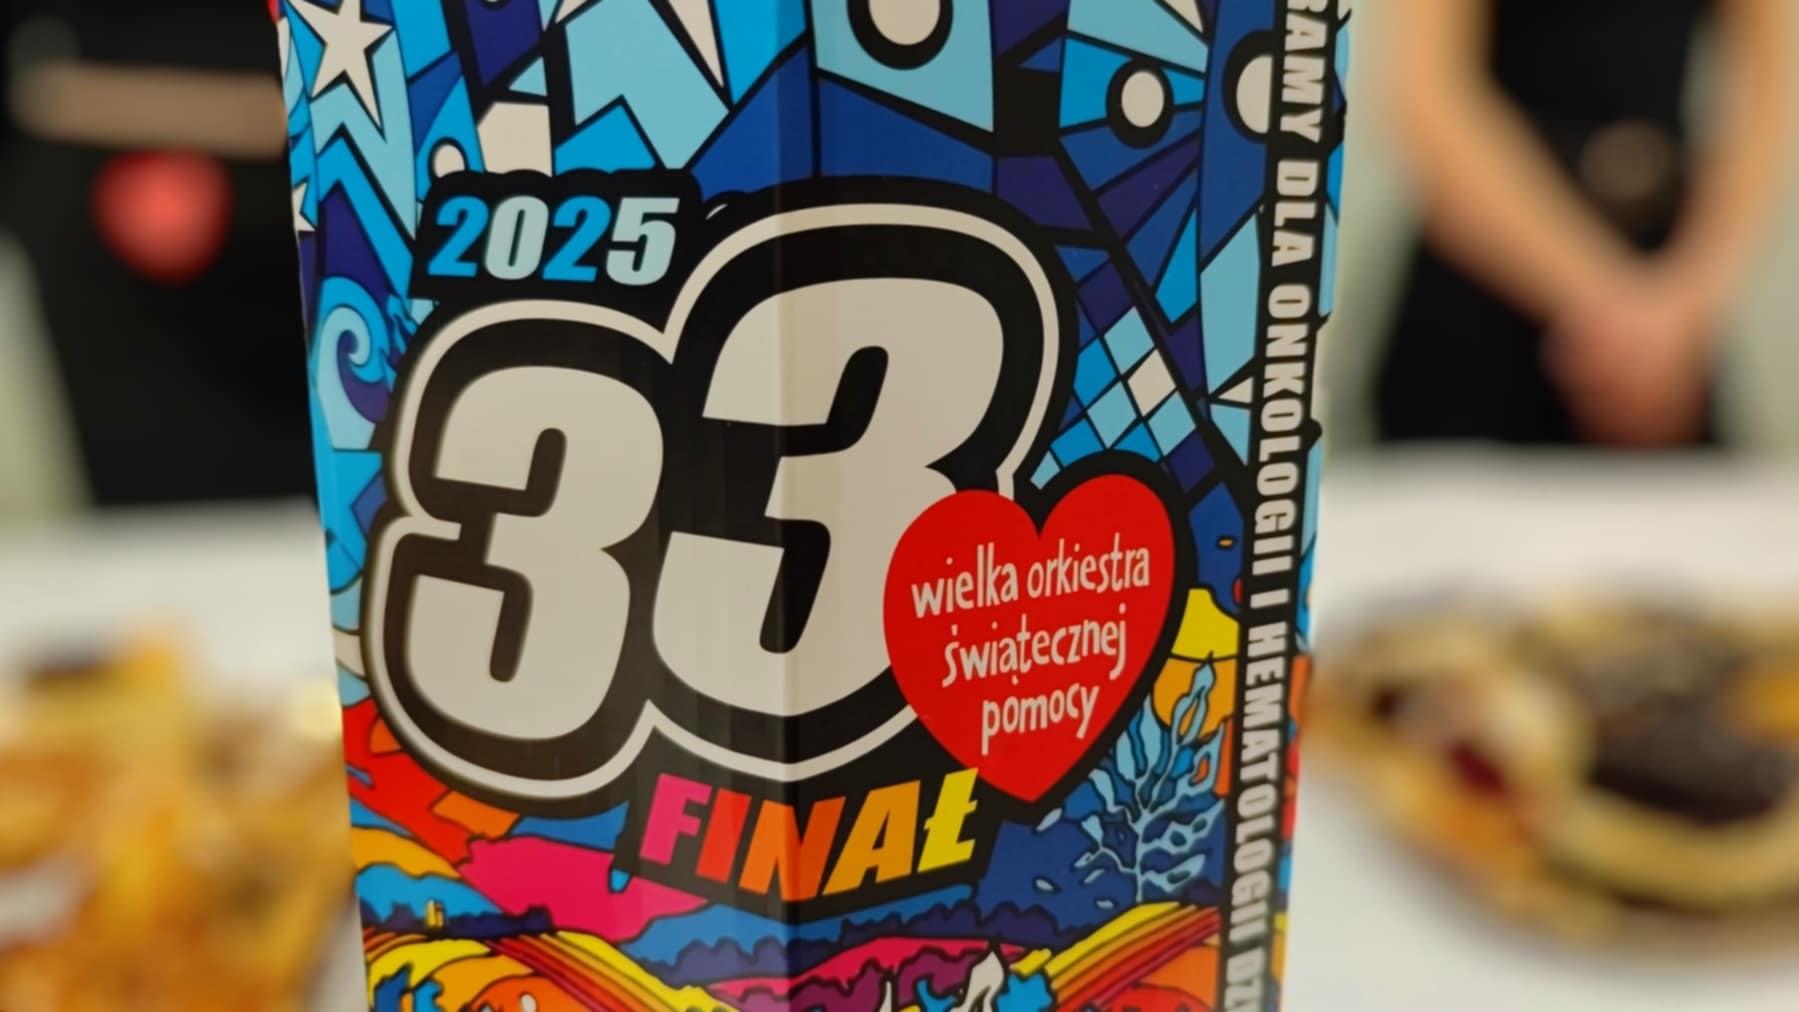 2025
33
wielka orkiestra
świątecznej
pomocy
FINAŁ
DLA ONKOLOGII I HEMATOLOGII